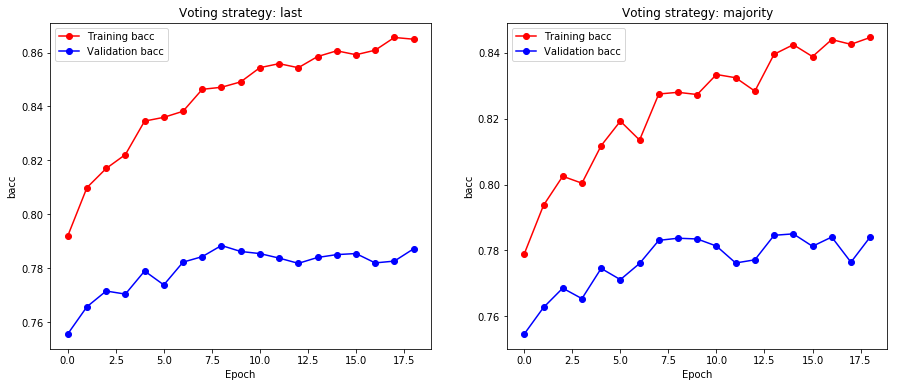 Voting strategy: last
Training bacc
Validation bacc
0.86
0.84
0.82
0.80
0.78
0.76
bacc
0.0 2.5 5.0 7.5 10.0 12.5 15.0 17.5
Epoch
Voting strategy: majority
Training bacc
Validation bacc
0.84
0.82
0.80
0.78
0.76
bacc
0.0 2.5 5.0 7.5 10.0 12.5 15.0 17.5
Epoch